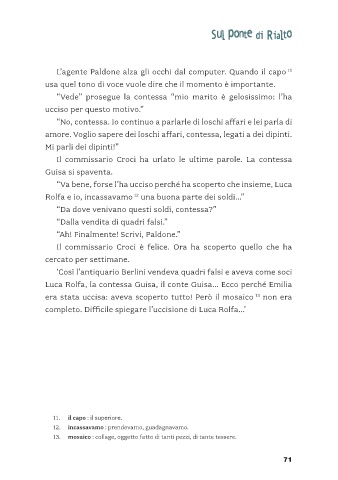 Sul ponte di Rialto
L'agente Paldone alza gli occhi dal computer. Quando il capo 11
usa quel tono di voce vuole dire che il momento è importante.
"Vede" prosegue la contessa "mio marito è gelosissimo: l'ha
ucciso per questo motivo."
"No, contessa. Io continuo a parlarle di loschi affari e lei parla di
amore. Voglio sapere dei loschi affari, contessa, legati a dei dipinti.
Mi parli dei dipinti!"
Il commissario Croci ha urlato le ultime parole. La contessa
Guisa si spaventa.
"Va bene, forse l'ha ucciso perché ha scoperto che insieme, Luca
Rolfa e io, incassavamo 12 una buona parte dei soldi..."
"Da dove venivano questi soldi, contessa?"
"Dalla vendita di quadri falsi."
"Ah! Finalmente! Scrivi, Paldone."
Il commissario Croci è felice. Ora ha scoperto quello che ha
cercato per settimane.
'Così l'antiquario Berlini vendeva quadri falsi e aveva come soci
Luca Rolfa, la contessa Guisa, il conte Guisa... Ecco perché Emilia
era stata uccisa: aveva scoperto tutto! Però il mosaico 13 non era
completo. Difficile spiegare l'uccisione di Luca Rolfa...'
11. il capo : il superiore.
12. incassavamo : prendevamo, guadagnavamo.
13. mosaico : collage, oggetto fatto di tanti pezzi, di tante tessere.
71